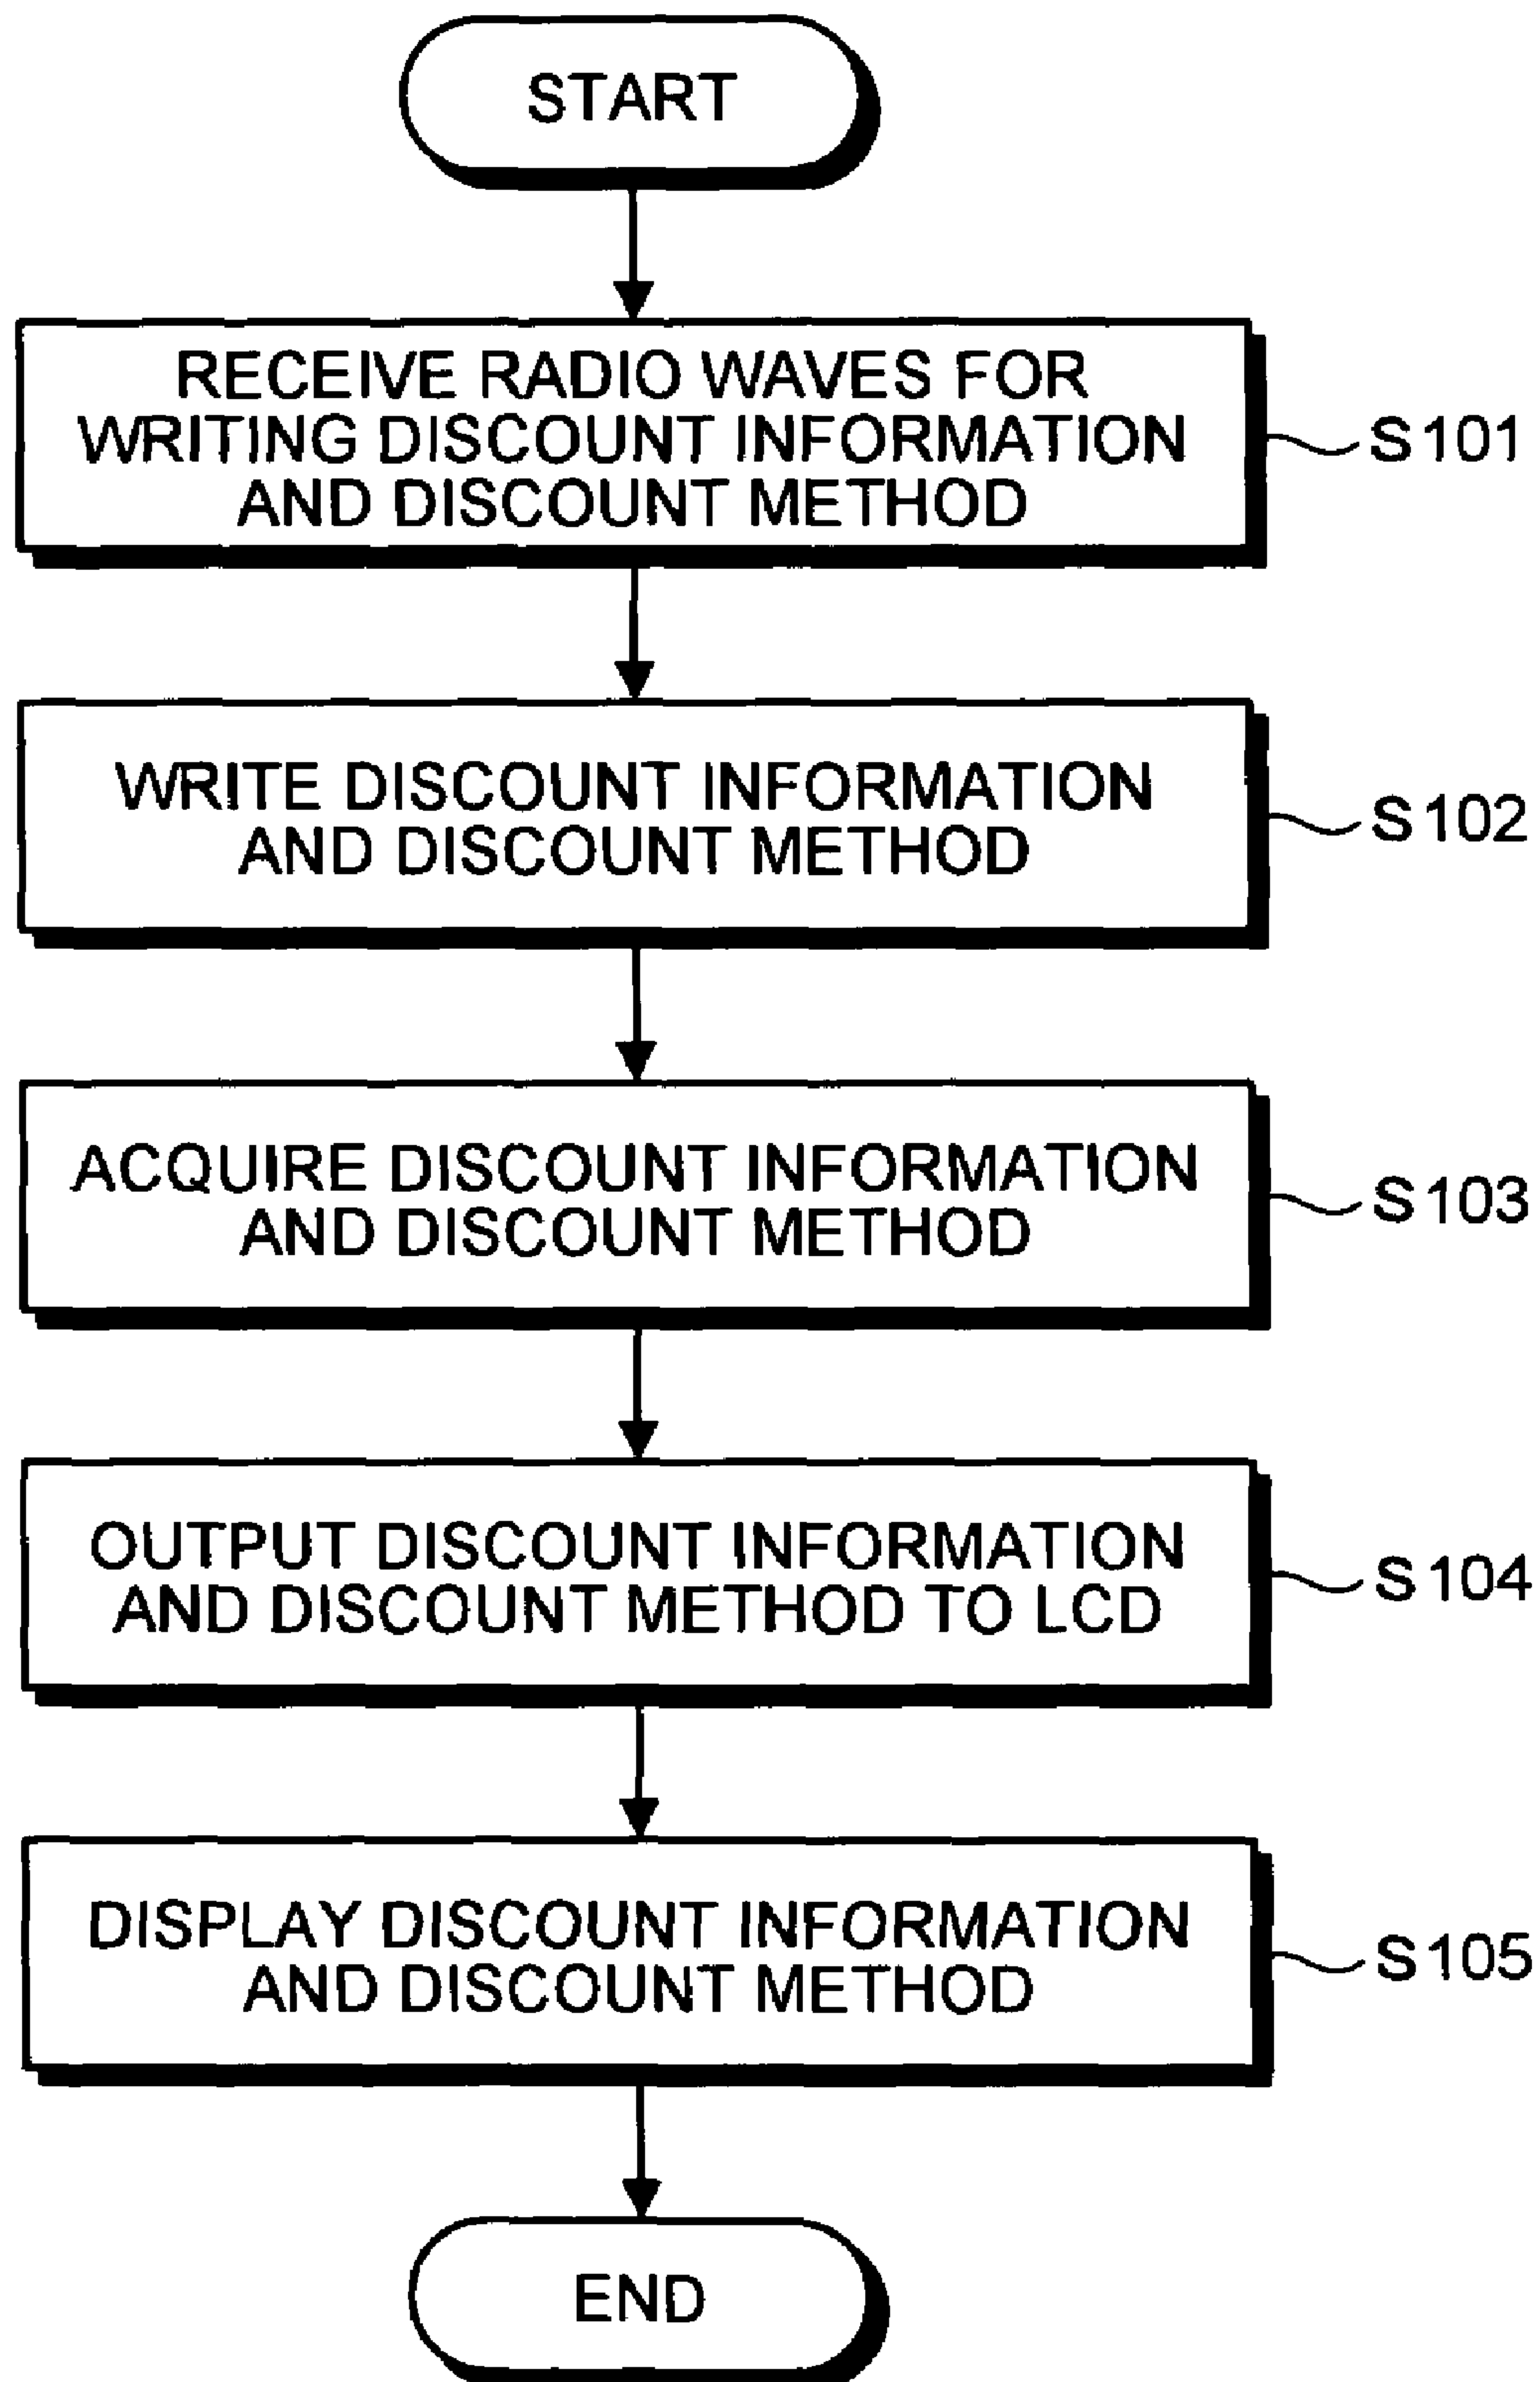 START
RECEIVE RADIO WAVES FOR
WRITING DISCOUNT INFORMATION
AND DISCOUNT METHOD
S101
WRITE DISCOUNT INFORMATION
AND DISCOUNT METHOD
S102
ACQUIRE DISCOUNT INFORMATION
AND DISCOUNT METHOD
S103
OUTPUT DISCOUNT INFORMATION
AND DISCOUNT METHOD TO LCD
S104
DISPLAY DISCOUNT INFORMATION
AND DISCOUNT METHOD
S105
END